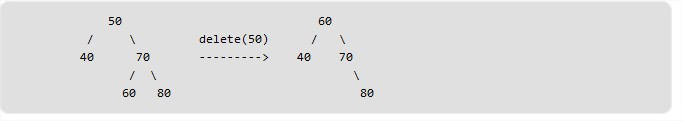 50                              60
/     \         delete(50)      /   \
40      70       --------->    40    70
/  \                            \
60   80                           80